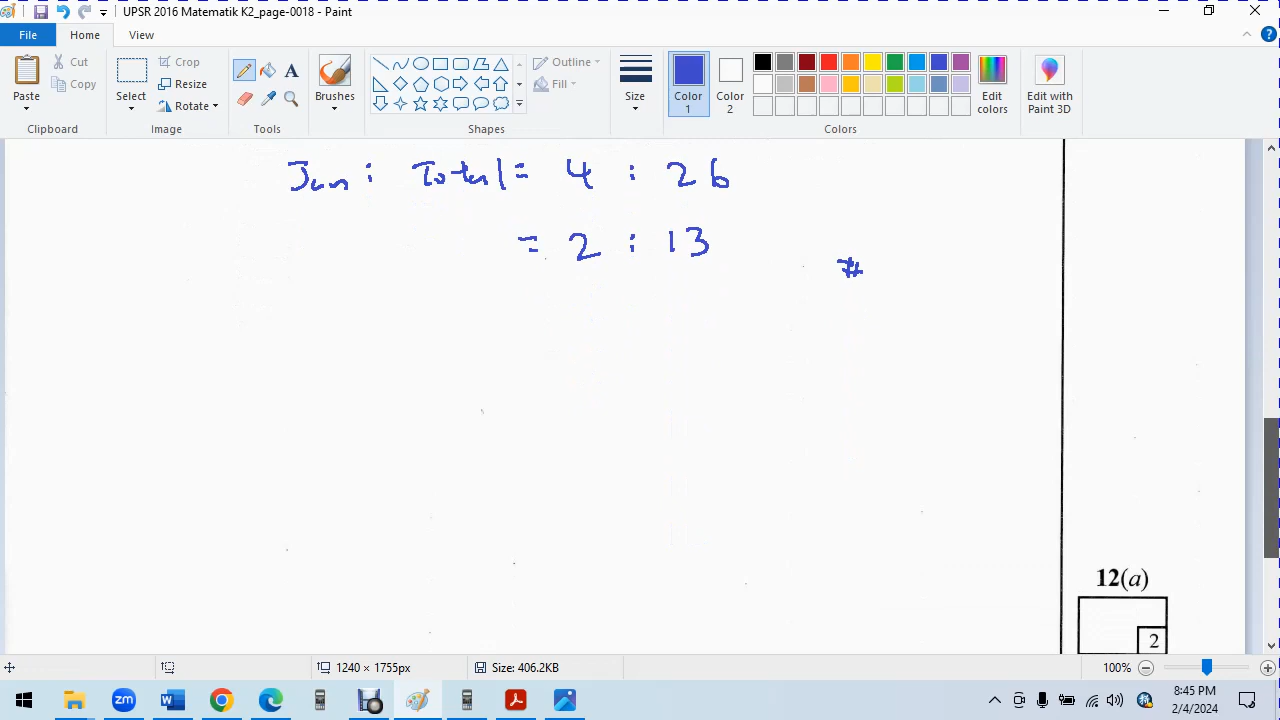 UPSR 2016 Matematik K2_page-0018 - Paint
File Home View
Paste Cut Copy Clipboard
Select Crop Resize Rotate Image
Tools
Brushes
Outline Fill Shapes
Size
Color 1 Color 2 Edit colors Colors
Edit with Paint 3D
Jan : Total = 4 : 26
= 2 : 13
#
12(a)
2
1240 × 1755px Size: 406.2KB 100%
8:45 PM
2/4/2024